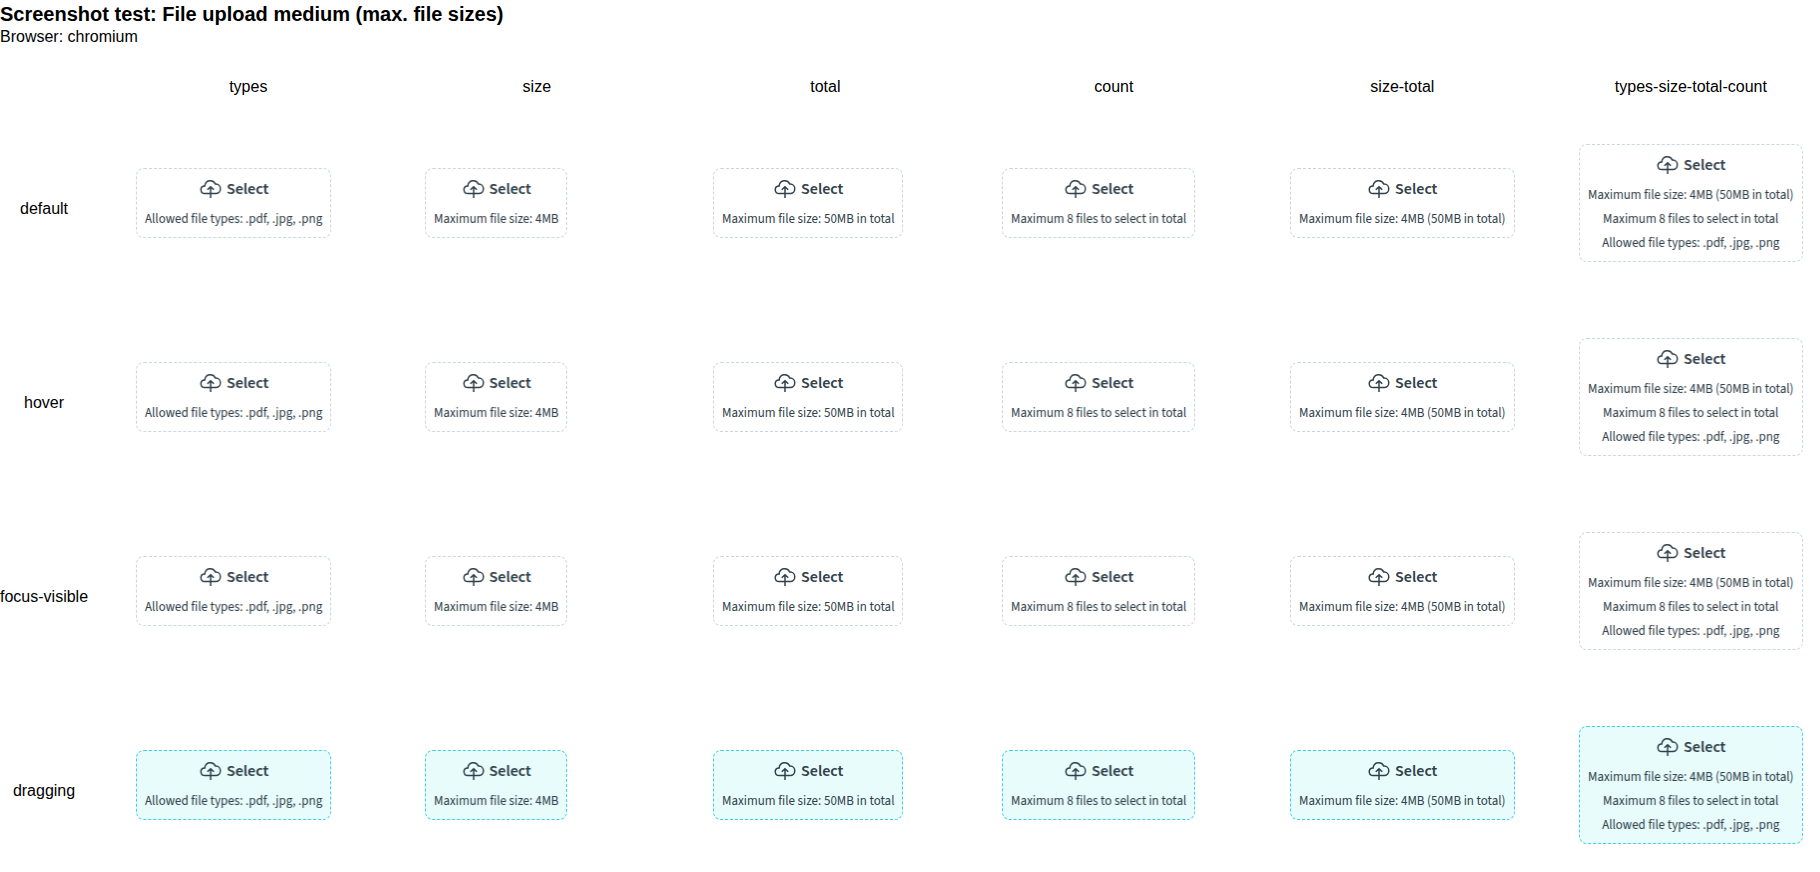 Screenshot test: File upload medium (max. file sizes)
Browser: chromium
types size total count size-total types-size-total-count
default
Select
Allowed file types: .pdf, .jpg, .png
Select
Maximum file size: 4MB
Select
Maximum file size: 50MB in total
Select
Maximum 8 files to select in total
Select
Maximum file size: 4MB (50MB in total)
Select
Maximum file size: 4MB (50MB in total)
Maximum 8 files to select in total
Allowed file types: .pdf, .jpg, .png
hover
Select
Allowed file types: .pdf, .jpg, .png
Select
Maximum file size: 4MB
Select
Maximum file size: 50MB in total
Select
Maximum 8 files to select in total
Select
Maximum file size: 4MB (50MB in total)
Select
Maximum file size: 4MB (50MB in total)
Maximum 8 files to select in total
Allowed file types: .pdf, .jpg, .png
focus-visible
Select
Allowed file types: .pdf, .jpg, .png
Select
Maximum file size: 4MB
Select
Maximum file size: 50MB in total
Select
Maximum 8 files to select in total
Select
Maximum file size: 4MB (50MB in total)
Select
Maximum file size: 4MB (50MB in total)
Maximum 8 files to select in total
Allowed file types: .pdf, .jpg, .png
dragging
Select
Allowed file types: .pdf, .jpg, .png
Select
Maximum file size: 4MB
Select
Maximum file size: 50MB in total
Select
Maximum 8 files to select in total
Select
Maximum file size: 4MB (50MB in total)
Select
Maximum file size: 4MB (50MB in total)
Maximum 8 files to select in total
Allowed file types: .pdf, .jpg, .png